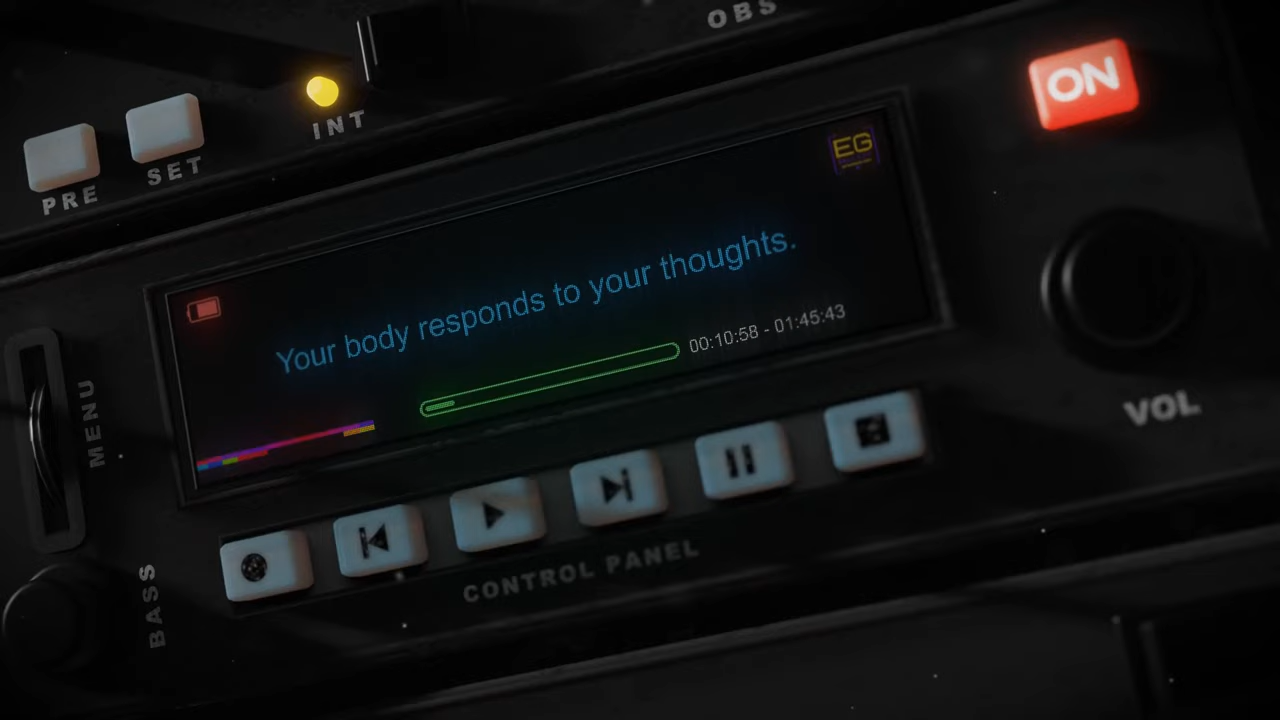 OBS
ON
INT
SET
PRE
EG
Your body responds to your thoughts.
00:10:58 - 01:45:43
MENU
VOL
CONTROL PANEL
BASS